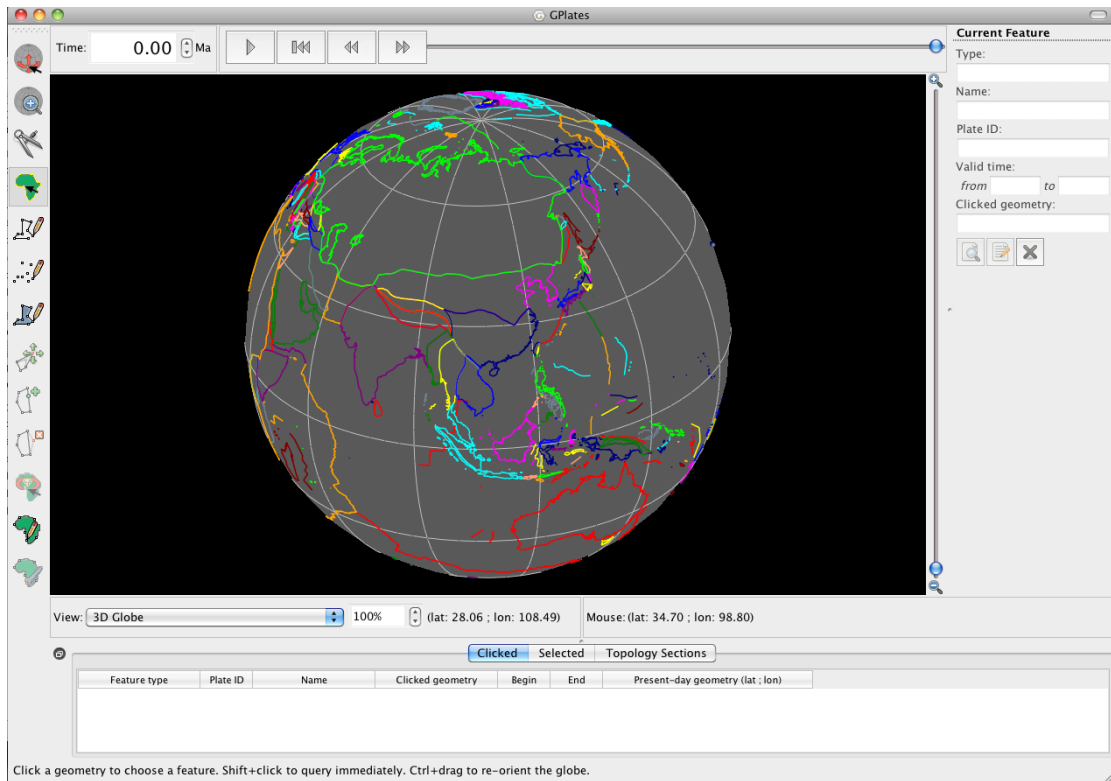 GPlates
Time: 0.00 Ma
Current Feature
Type:
Name:
Plate ID:
Valid time:
from to
Clicked geometry:
View: 3D Globe 100% (lat: 28.06 ; lon: 108.49) Mouse: (lat: 34.70 ; lon: 98.80)
Clicked Selected Topology Sections
Feature type Plate ID Name Clicked geometry Begin End Present-day geometry (lat ; lon)
Click a geometry to choose a feature. Shift+click to query immediately. Ctrl+drag to re-orient the globe.